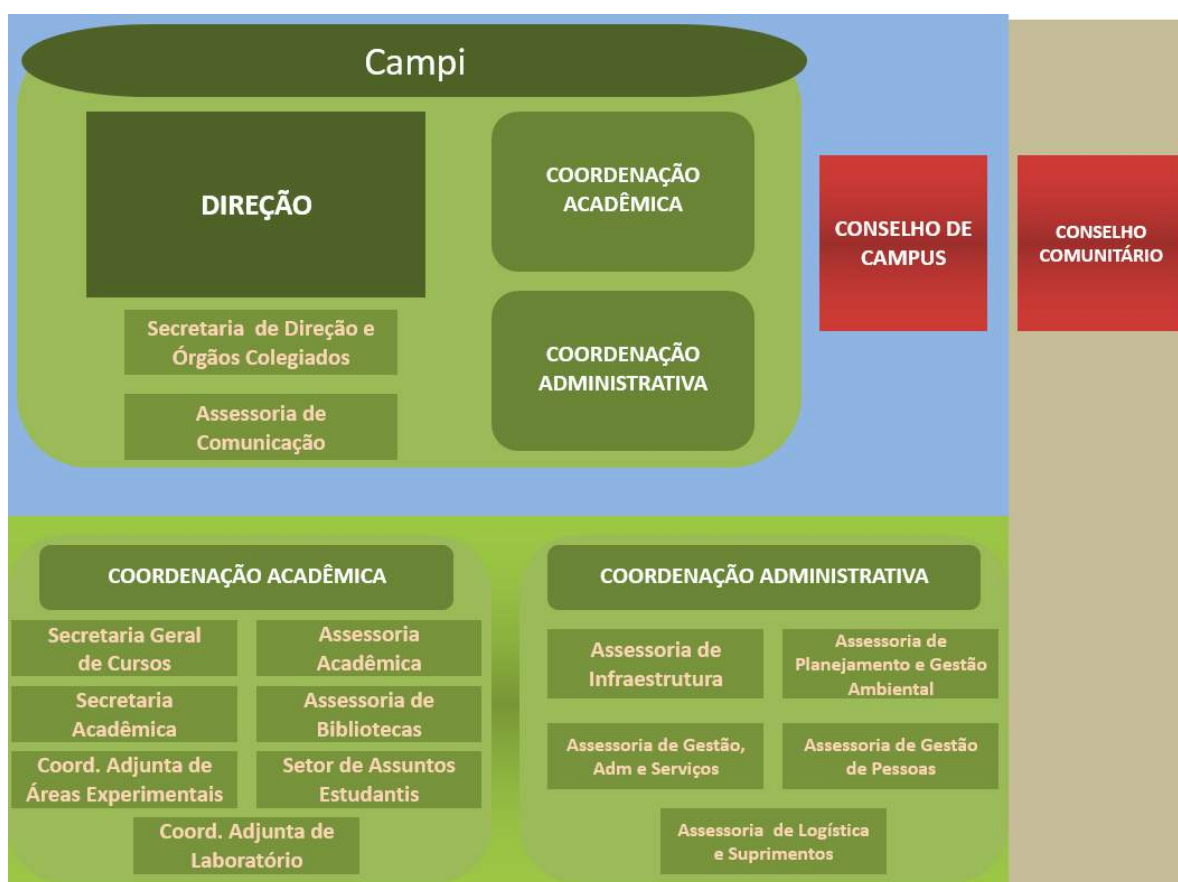 Campi
DIREÇÃO
Secretaria de Direção e
Órgãos Colegiados
Assessoria de
Comunicação
COORDENAÇÃO
ACADÊMICA
COORDENAÇÃO
ADMINISTRATIVA
CONSELHO DE
CAMPUS
CONSELHO
COMUNITÁRIO
COORDENAÇÃO ACADÊMICA
Secretaria Geral
de Cursos
Assessoria
Acadêmica
Secretaria
Acadêmica
Assessoria de
Bibliotecas
Coord. Adjunta de
Áreas Experimentais
Setor de Assuntos
Estudantis
Coord. Adjunta de
Laboratório
COORDENAÇÃO ADMINISTRATIVA
Assessoria de
Infraestrutura
Assessoria de
Planejamento e Gestão
Ambiental
Assessoria de Gestão,
Adm e Serviços
Assessoria de Gestão
de Pessoas
Assessoria de Logística
e Suprimentos